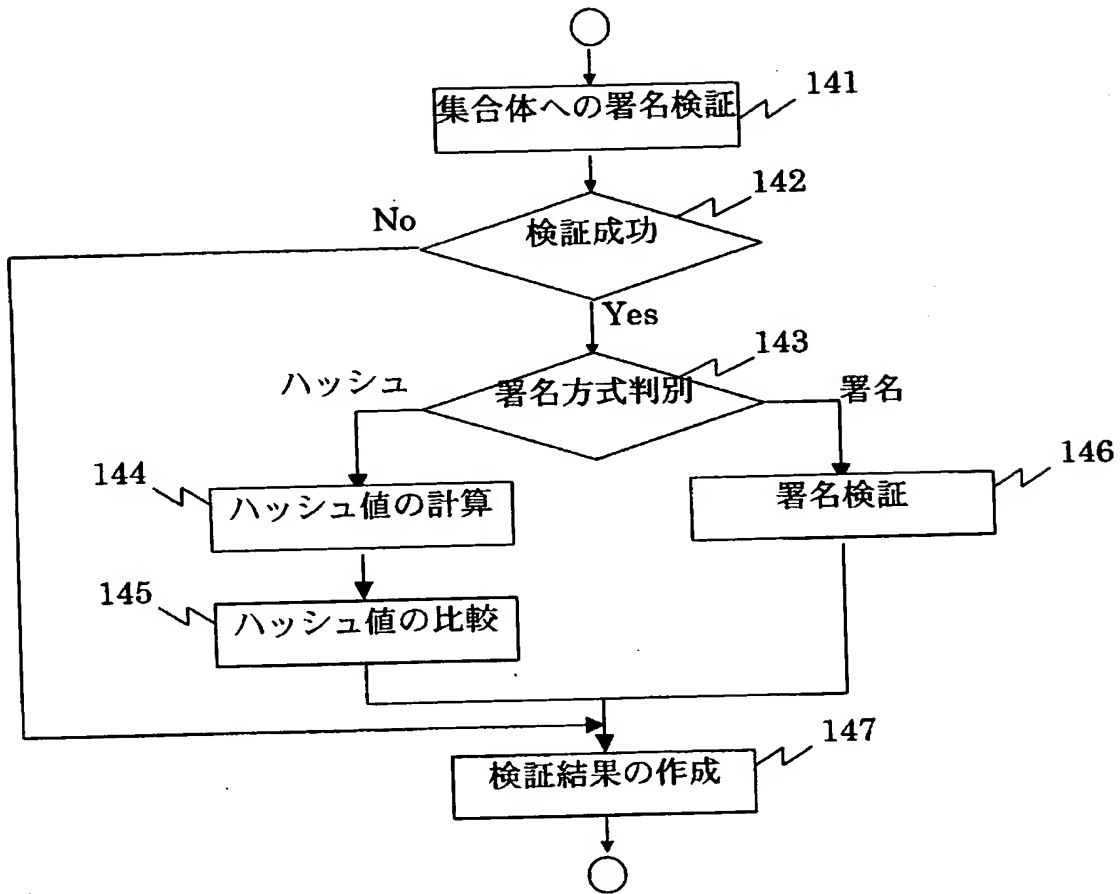 141
集合体への署名検証
142
No
検証成功
Yes
143
ハッシュ
署名方式判別
署名
144
ハッシュ値の計算
146
署名検証
145
ハッシュ値の比較
147
検証結果の作成